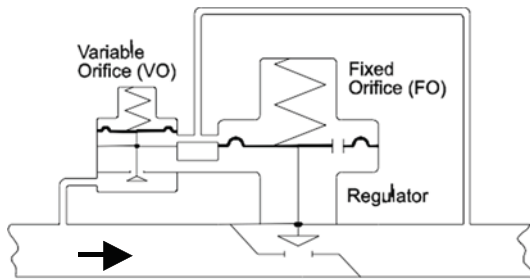 Variable
Orifice (VO)
Fixed
Orifice (FO)
Regulator